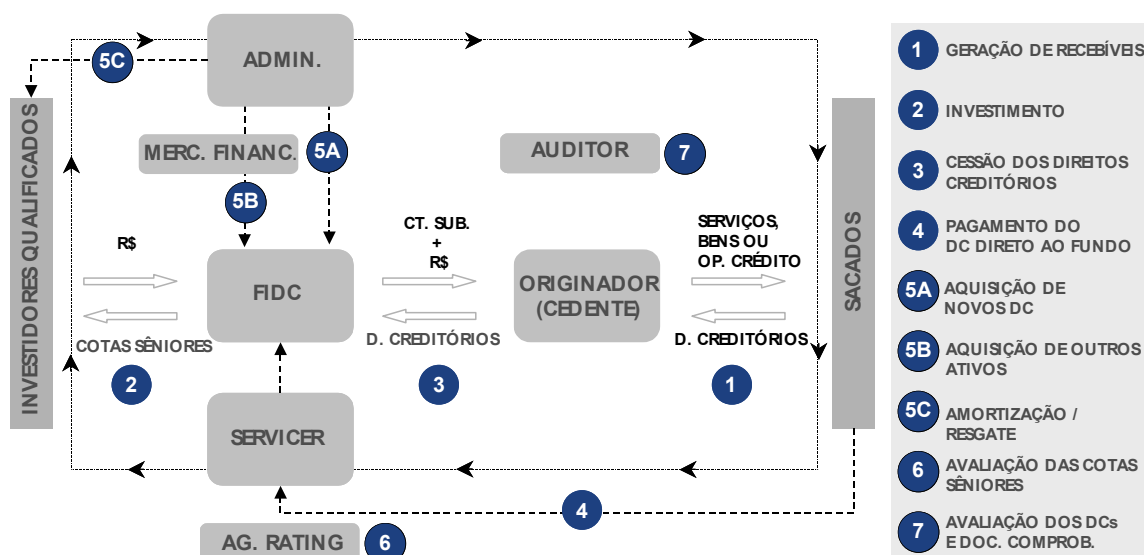 ADMIN.
5C
MERC. FINANC.
5A
5B
AUDITOR
7
INVESTIDORES QUALIFICADOS
R$
FIDC
COTAS SÊNIORES
2
CT. SUB.
+
R$
D. CREDITÓRIOS
3
ORIGINADOR
(CEDENTE)
SERVIÇOS,
BENS OU
OP. CRÉDITO
D. CREDITÓRIOS
1
SACADOS
SERVICER
4
AG. RATING
6
1 GERAÇÃO DE RECEBÍVEIS
2 INVESTIMENTO
3 CESSÃO DOS DIREITOS
CREDITÓRIOS
4 PAGAMENTO DO
DC DIRETO AO FUNDO
5A AQUISIÇÃO DE
NOVOS DC
5B AQUISIÇÃO DE OUTROS
ATIVOS
5C AMORTIZAÇÃO /
RESGATE
6 AVALIAÇÃO DAS COTAS
SÊNIORES
7 AVALIAÇÃO DOS DCs
E DOC. COMPROB.